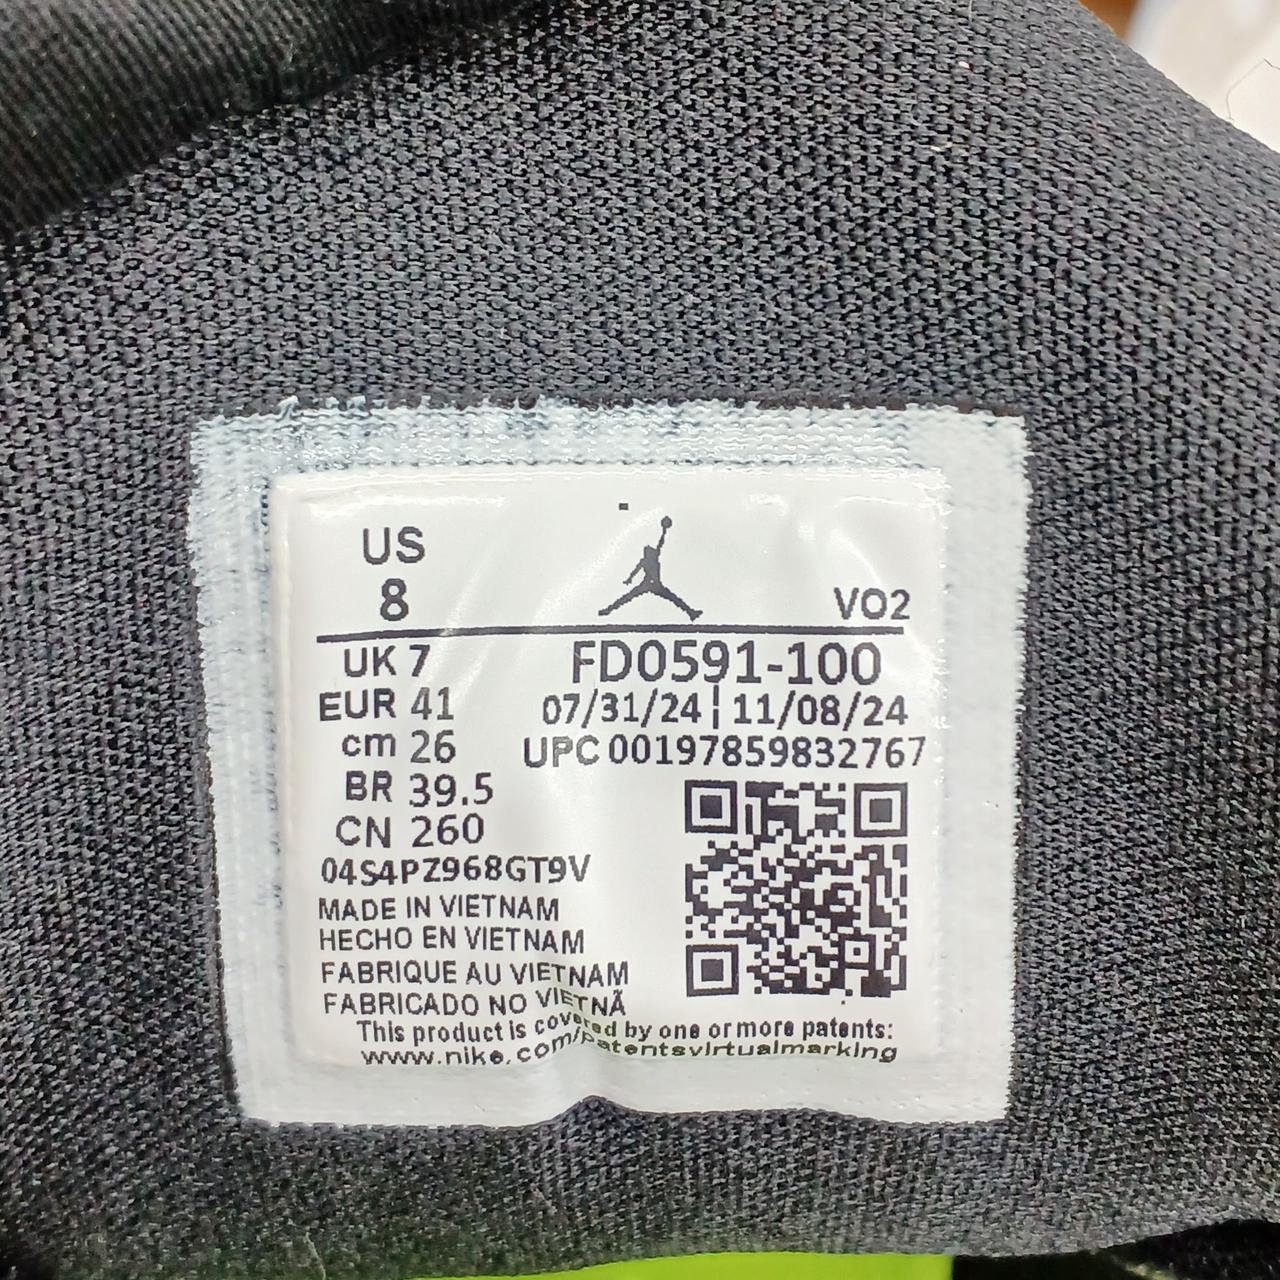 US
8
VO2
UK 7
FD0591-100
EUR 41
07/31/24 | 11/08/24
cm 26
UPC 00197859832767
BR 39.5
CN 260
04S4PZ968GT9V
MADE IN VIETNAM
HECHO EN VIETNAM
FABRIQUE AU VIETNAM
FABRICADO NO VIETNÃ
This product is covered by one or more patents:
www.nike.com/patentsvirtualmarking